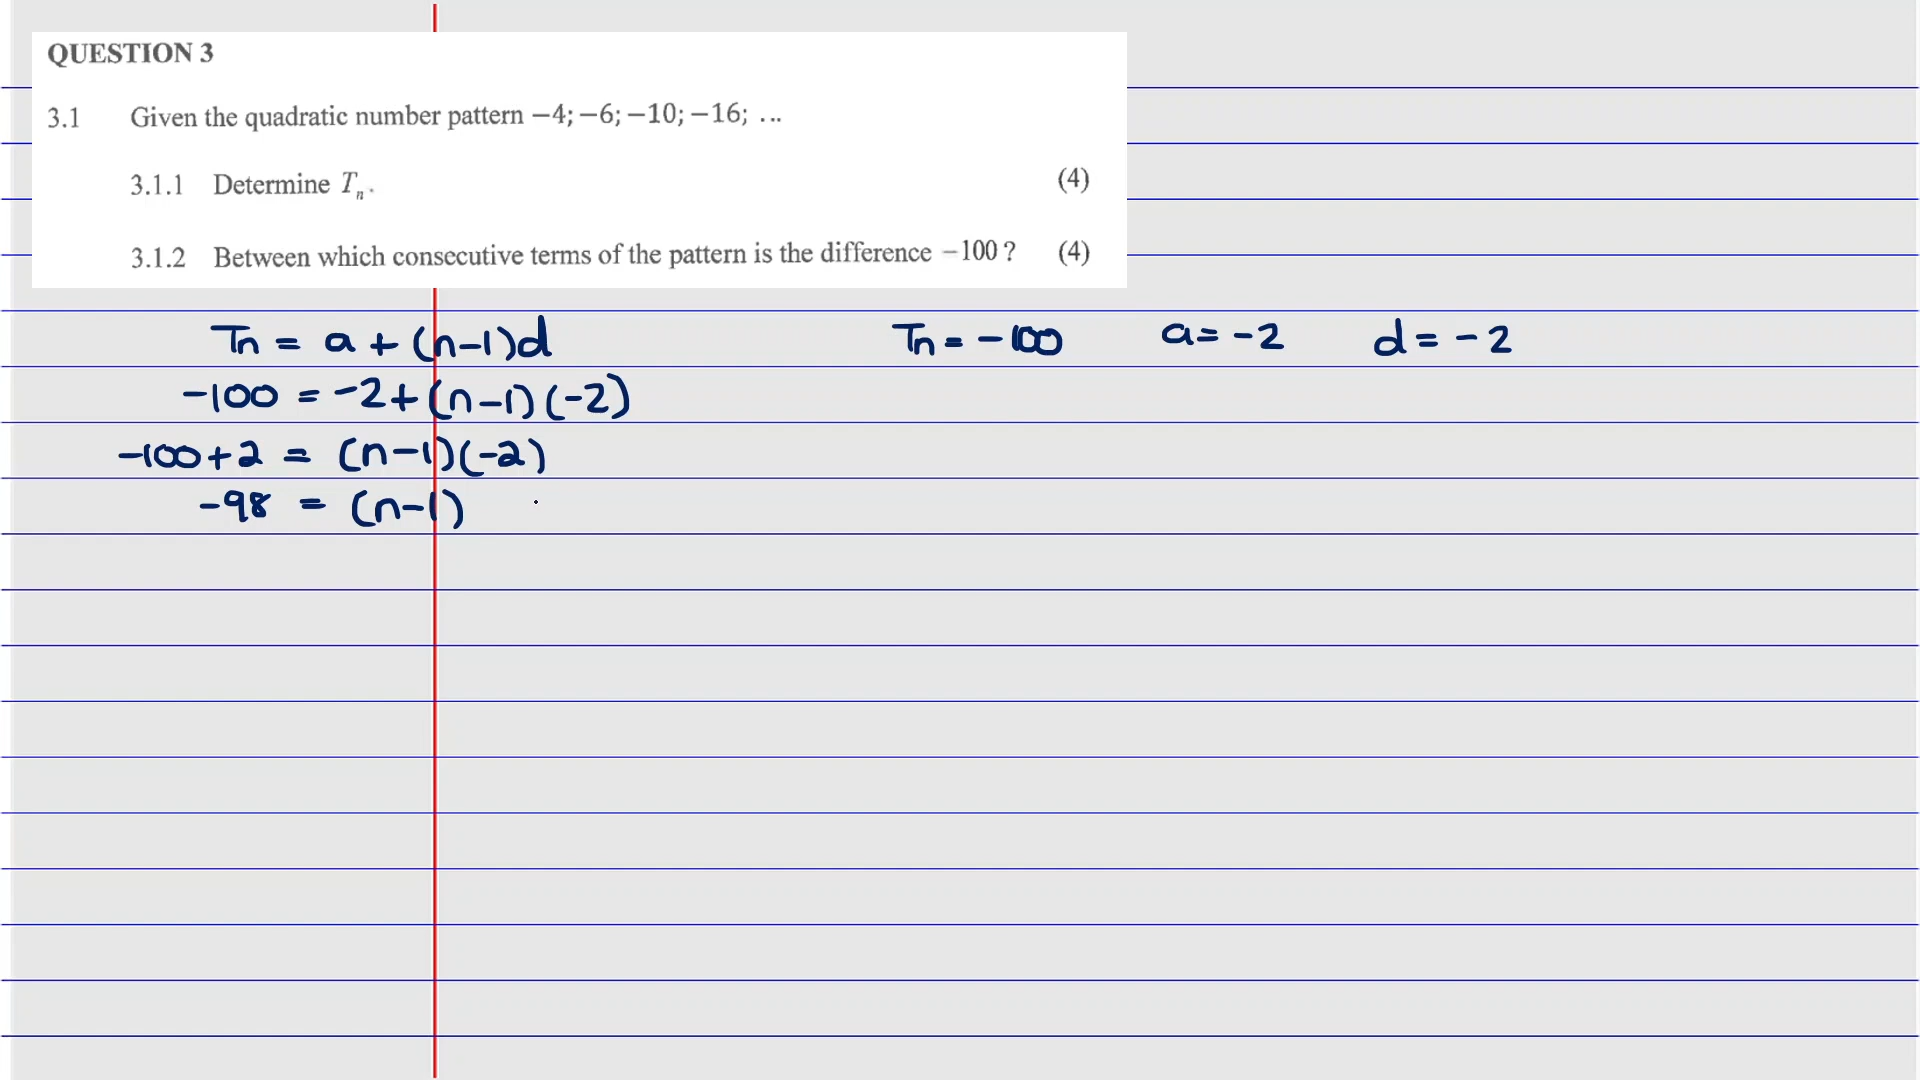 QUESTION 3
3.1 Given the quadratic number pattern −4; −6; −10; −16; ...
3.1.1 Determine Tₙ. (4)
3.1.2 Between which consecutive terms of the pattern is the difference −100 ? (4)
Tn = a + (n−1)d Tn = −100 a = −2 d = −2
−100 = −2 + (n−1)(−2)
−100 + 2 = (n−1)(−2)
−98 = (n−1)